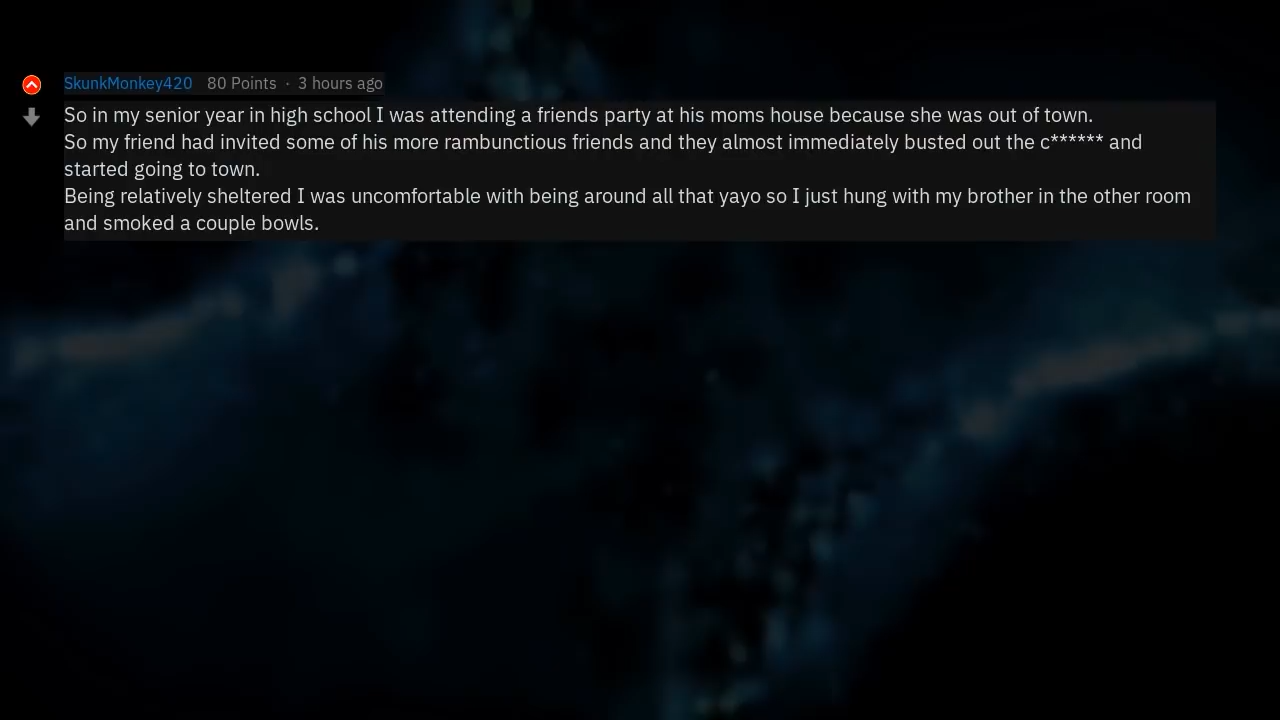 SkunkMonkey420 80 Points · 3 hours ago
So in my senior year in high school I was attending a friends party at his moms house because she was out of town.
So my friend had invited some of his more rambunctious friends and they almost immediately busted out the c****** and
started going to town.
Being relatively sheltered I was uncomfortable with being around all that yayo so I just hung with my brother in the other room
and smoked a couple bowls.